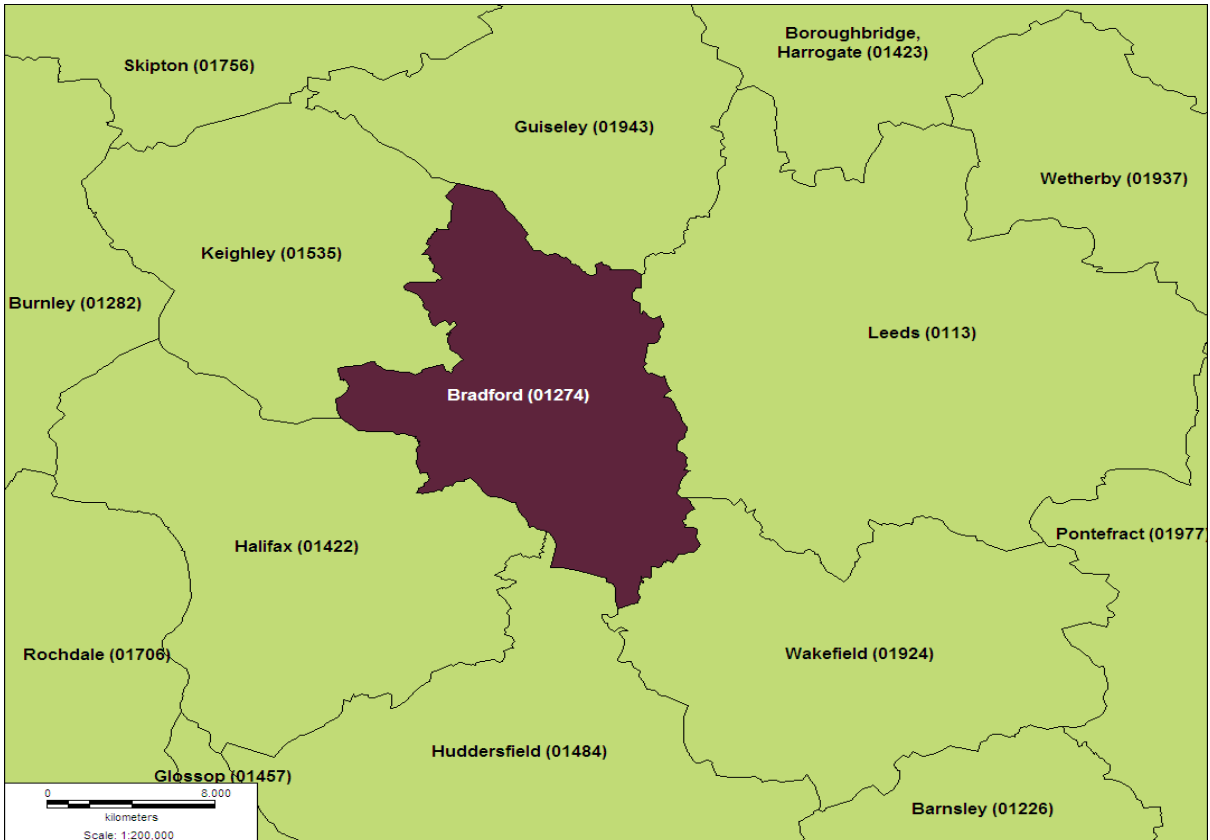 Boroughbridge,
Harrogate (01423)
Skipton (01756)
Guiseley (01943)
Wetherby (01937)
Keighley (01535)
Burnley (01282)
Leeds (0113)
Bradford (01274)
Pontefract (01977)
Halifax (01422)
Rochdale (01706)
Wakefield (01924)
Huddersfield (01484)
Glossop (01457)
Barnsley (01226)
0 8.000
kilometers
Scale: 1:200,000